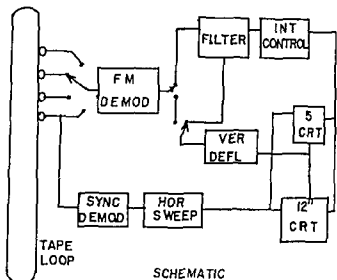 FILTER
INT
CONTROL
FM
DEMOD
5
CRT
VER
DEFL
SYNC
DEMOD
HOR
SWEEP
12"
CRT
TAPE
LOOP
SCHEMATIC